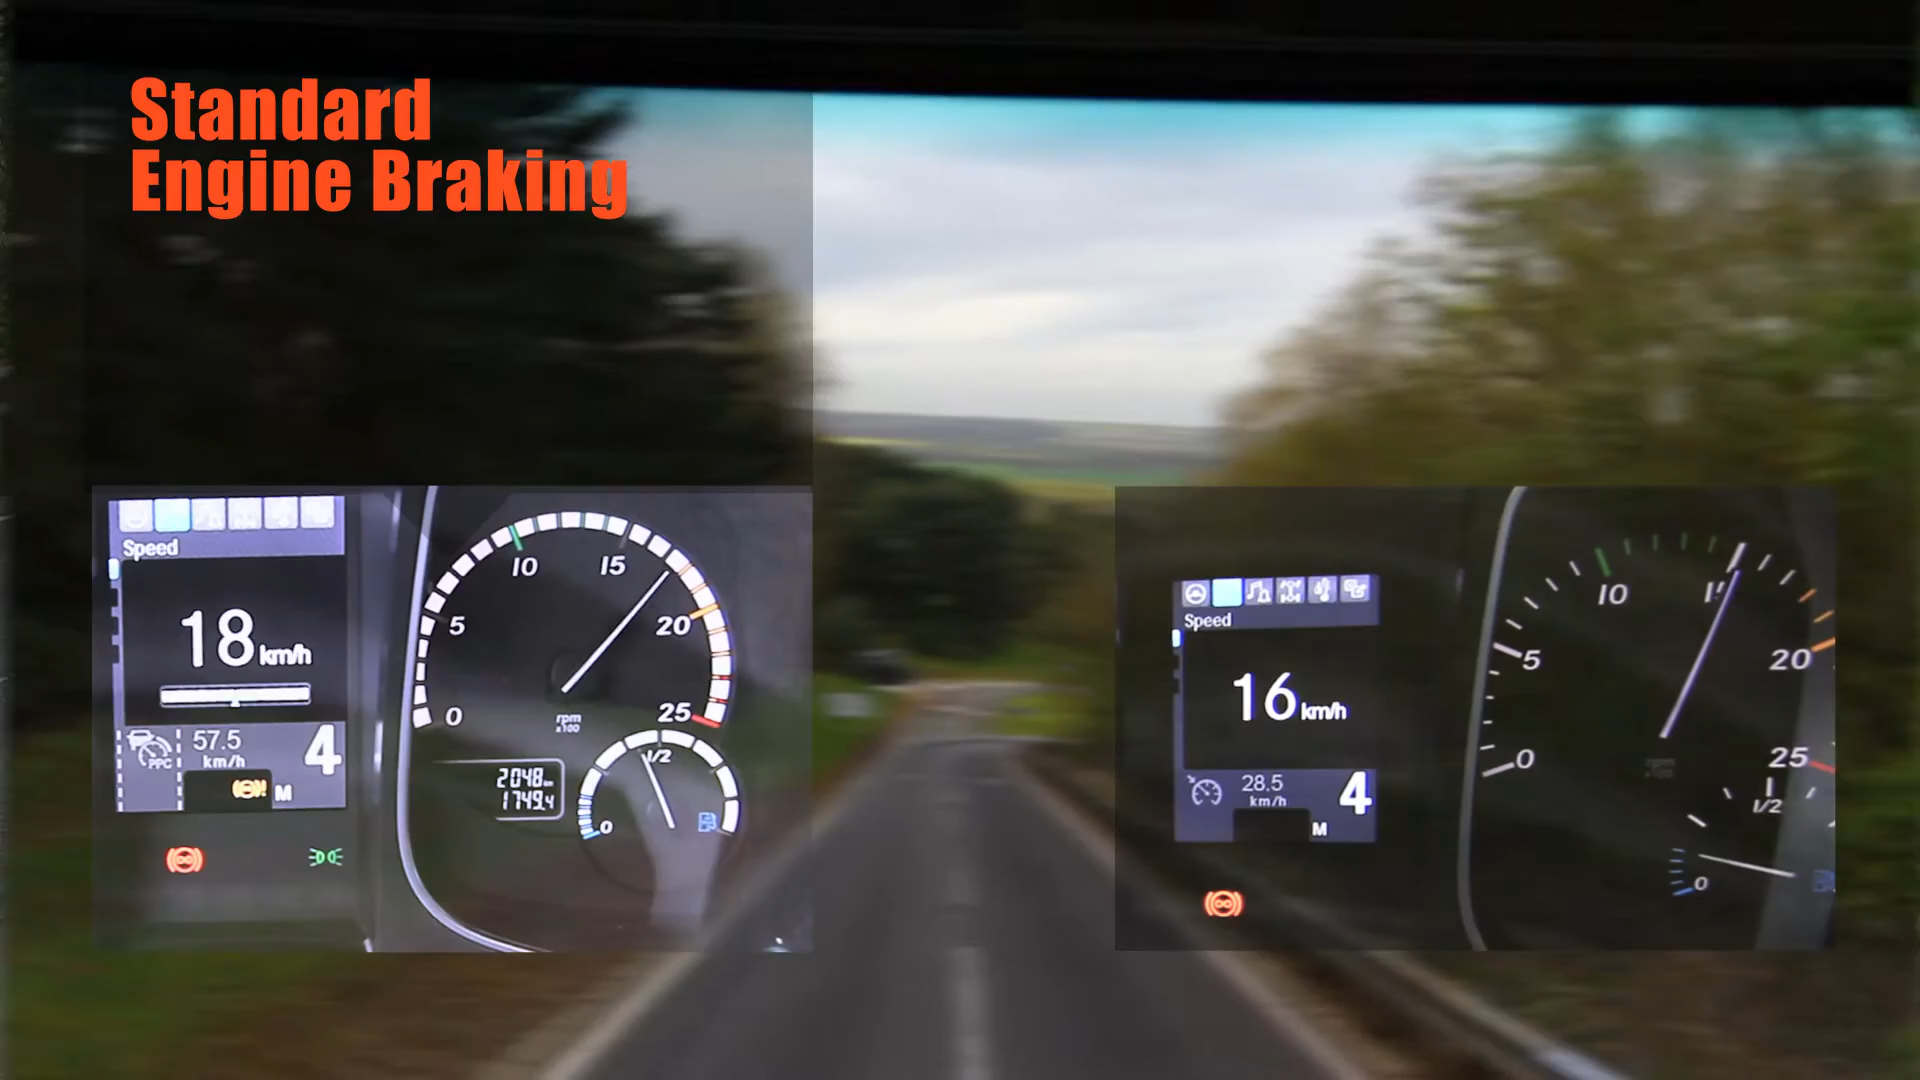 Standard
Engine Braking
Speed
18 km/h
PPC
57.5
km/h
4
M
0
5
10
15
20
25
rpm
x100
2048 km
1749.4
1/2
0
Speed
16 km/h
28.5
km/h
4
M
0
5
10
20
25
1/2
0